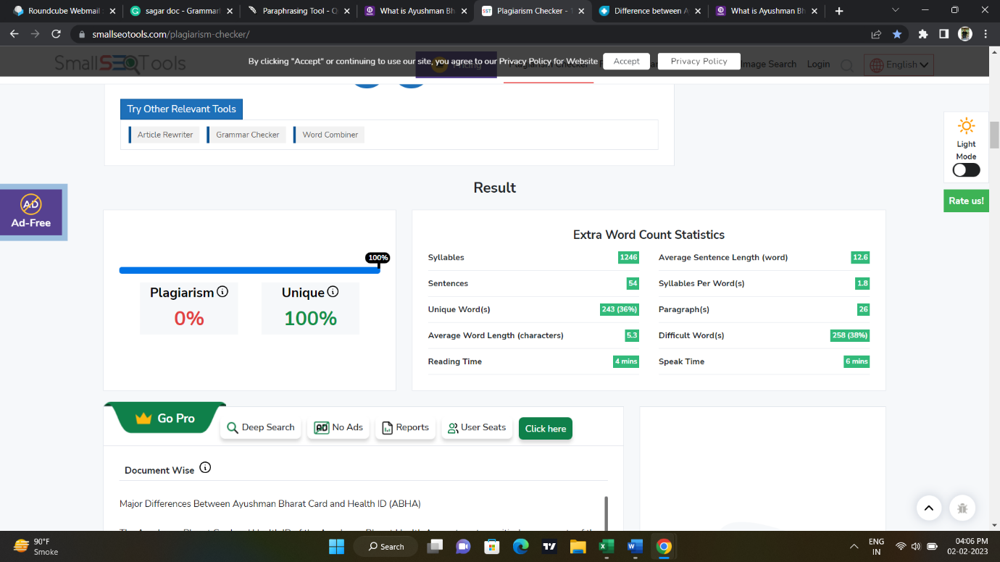 Roundcube Webmail
sagar doc - Grammarl
Paraphrasing Tool - Q
What is Ayushman Bh
Plagiarism Checker - 1
Difference between A
What is Ayushman Bh
smallseotools.com/plagiarism-checker/
SmallSEOTools
By clicking "Accept" or continuing to use our site, you agree to our Privacy Policy for Website
Accept
Privacy Policy
Pricing
Plagiarism Checker
Image Search
Login
English
Try Other Relevant Tools
Article Rewriter
Grammar Checker
Word Combiner
Light
Mode
Rate us!
AD
Ad-Free
Result
100%
Plagiarism
0%
Unique
100%
Extra Word Count Statistics
Syllables 1246
Average Sentence Length (word) 12.6
Sentences 54
Syllables Per Word(s) 1.8
Unique Word(s) 243 (36%)
Paragraph(s) 26
Average Word Length (characters) 5.3
Difficult Word(s) 258 (38%)
Reading Time 4 mins
Speak Time 6 mins
Go Pro
Deep Search
AD No Ads
Reports
User Seats
Click here
Document Wise
Major Differences Between Ayushman Bharat Card and Health ID (ABHA)
90°F
Smoke
Search
ENG
IN
04:06 PM
02-02-2023